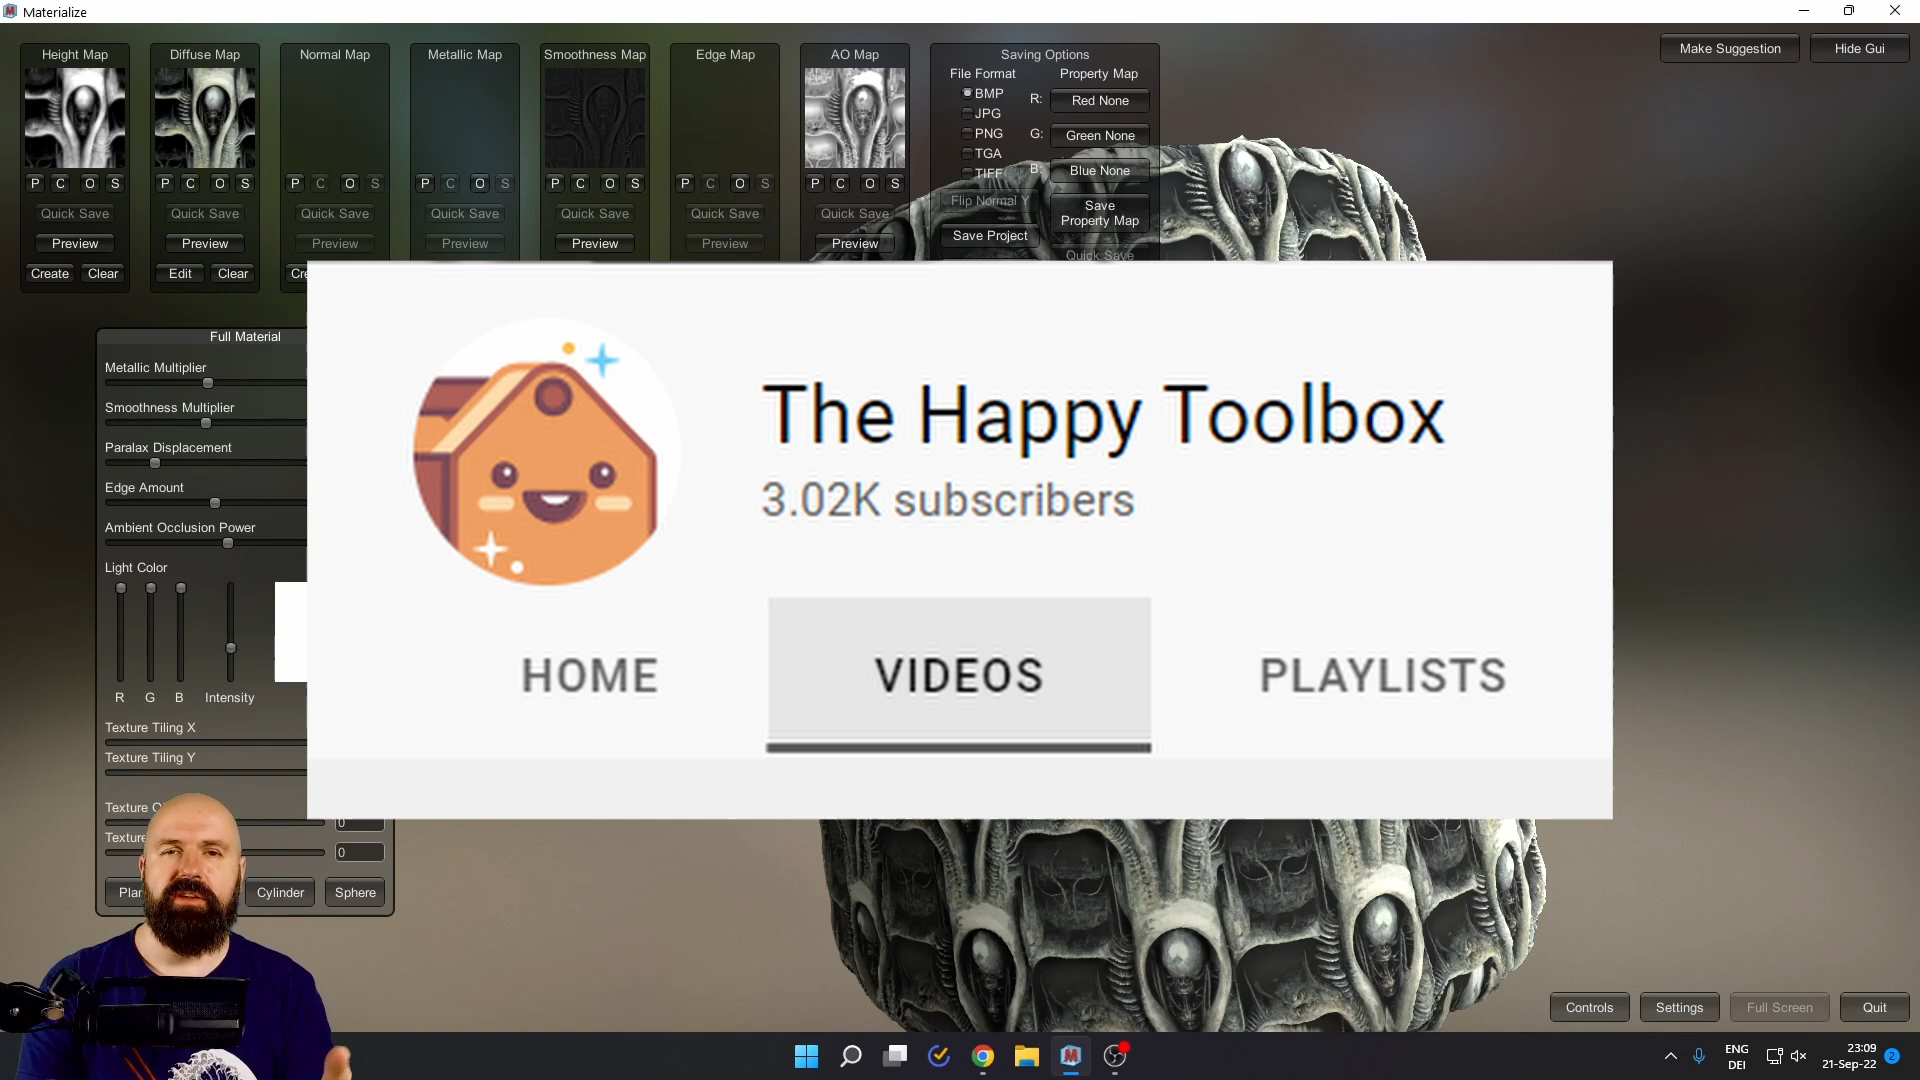 Materialize
Make Suggestion
Hide Gui
Height Map
Diffuse Map
Normal Map
Metallic Map
Smoothness Map
Edge Map
AO Map
Saving Options
File Format
Property Map
BMP
JPG
PNG
TGA
TIFF
R:
Red None
G:
Green None
B:
Blue None
P C O S
P C O S
P C O S
P C O S
P C O S
P C O S
P C O S
Flip Normal Y
Save
Property Map
Quick Save
Quick Save
Quick Save
Quick Save
Quick Save
Quick Save
Quick Save
Save Project
Quick Save
Preview
Preview
Preview
Preview
Preview
Preview
Preview
Create
Clear
Edit
Clear
Cre
Full Material
Metallic Multiplier
Smoothness Multiplier
Paralax Displacement
Edge Amount
Ambient Occlusion Power
Light Color
R G B Intensity
Texture Tiling X
Texture Tiling Y
Texture
0
Texture
0
Cylinder
Sphere
The Happy Toolbox
3.02K subscribers
HOME
VIDEOS
PLAYLISTS
Controls
Settings
Full Screen
Quit
ENG
DEI
23:09
21-Sep-22
2